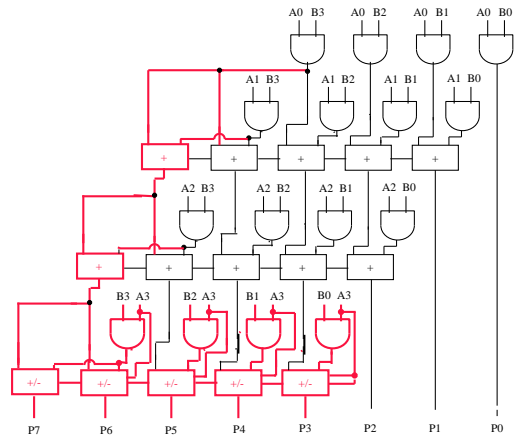 A0 B3 A0 B2 A0 B1 A0 B0
A1 B3 A1 B2 A1 B1 A1 B0
+ + + + +
A2 B3 A2 B2 A2 B1 A2 B0
+ + + + +
B3 A3 B2 A3 B1 A3 B0 A3
+/- +/- +/- +/- +/-
P7 P6 P5 P4 P3 P2 P1 P0